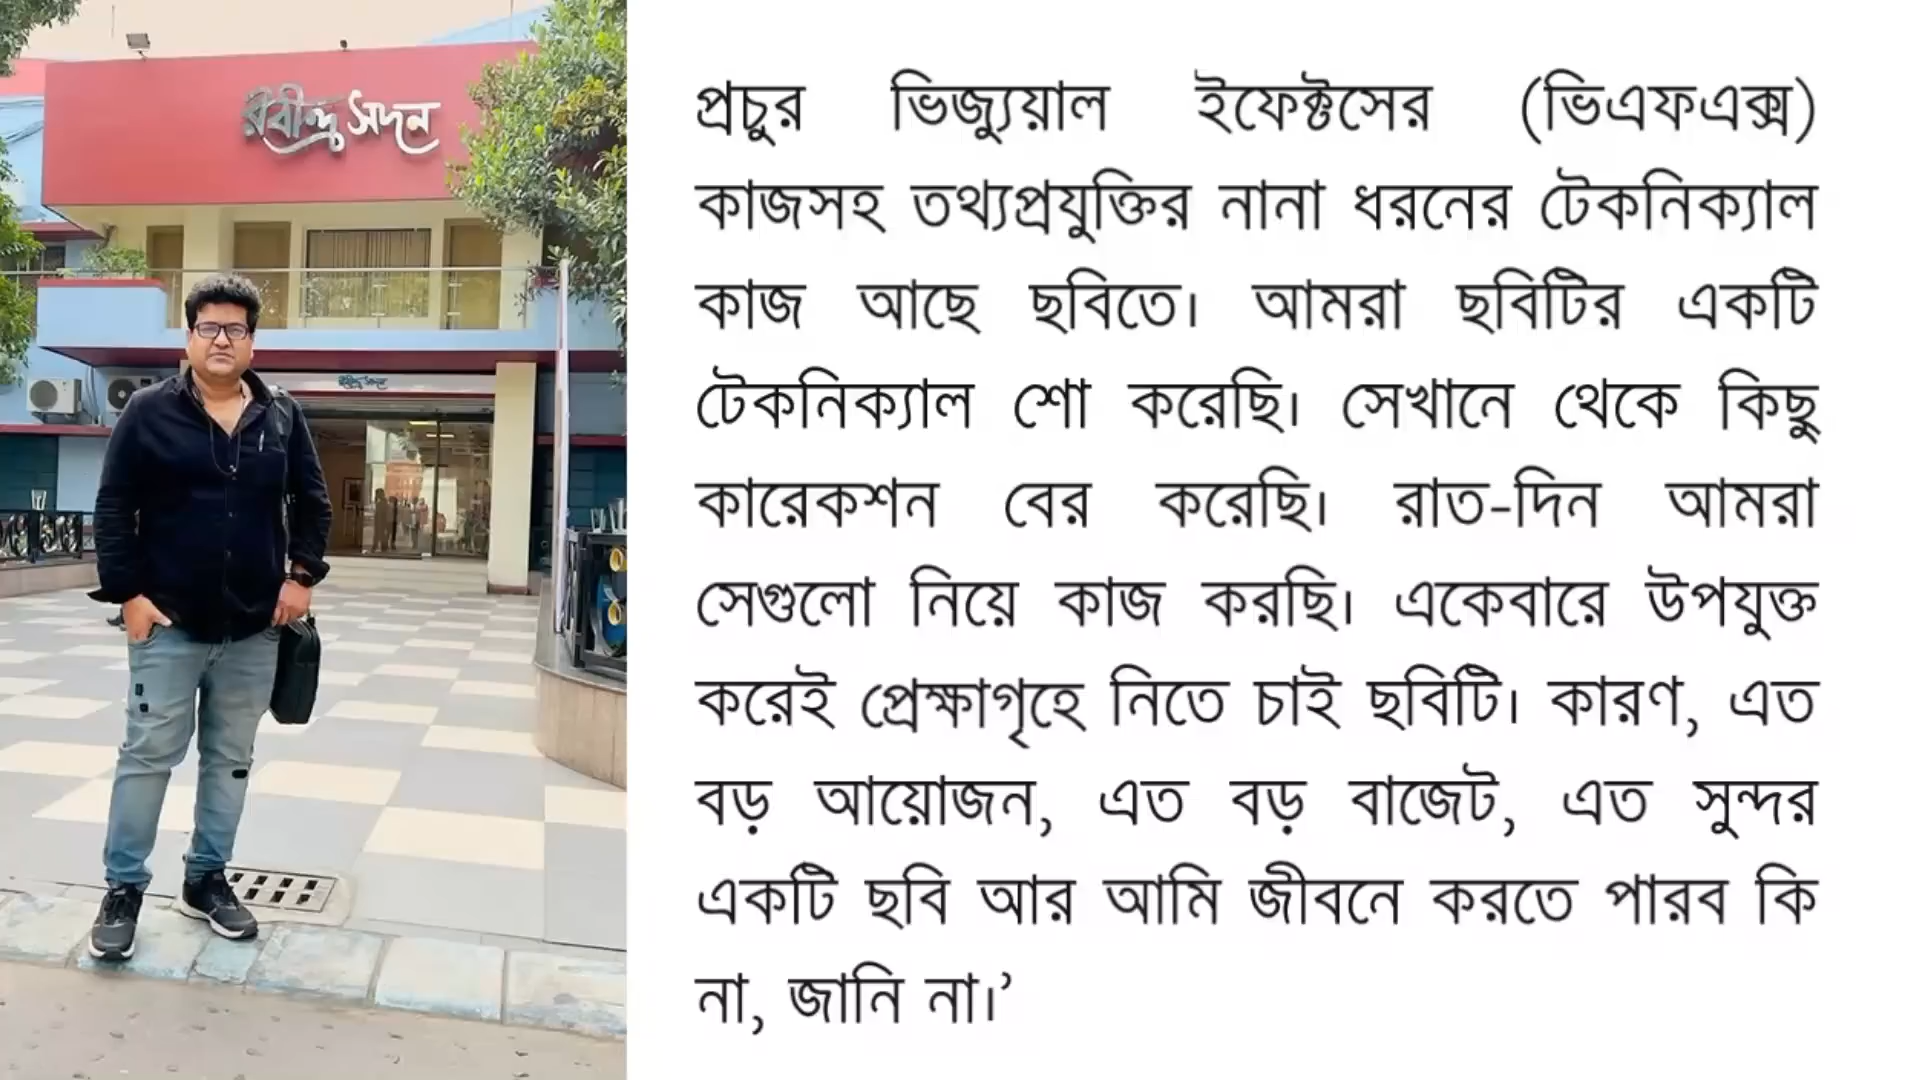 রবীন্দ্র সদন
রবীন্দ্র সদন
প্রচুর ভিজ্যুয়াল ইফেক্টসের (ভিএফএক্স)
কাজসহ তথ্যপ্রযুক্তির নানা ধরনের টেকনিক্যাল
কাজ আছে ছবিতে। আমরা ছবিটির একটি
টেকনিক্যাল শো করেছি। সেখানে থেকে কিছু
কারেকশন বের করেছি। রাত-দিন আমরা
সেগুলো নিয়ে কাজ করছি। একেবারে উপযুক্ত
করেই প্রেক্ষাগৃহে নিতে চাই ছবিটি। কারণ, এত
বড় আয়োজন, এত বড় বাজেট, এত সুন্দর
একটি ছবি আর আমি জীবনে করতে পারব কি
না, জানি না।’